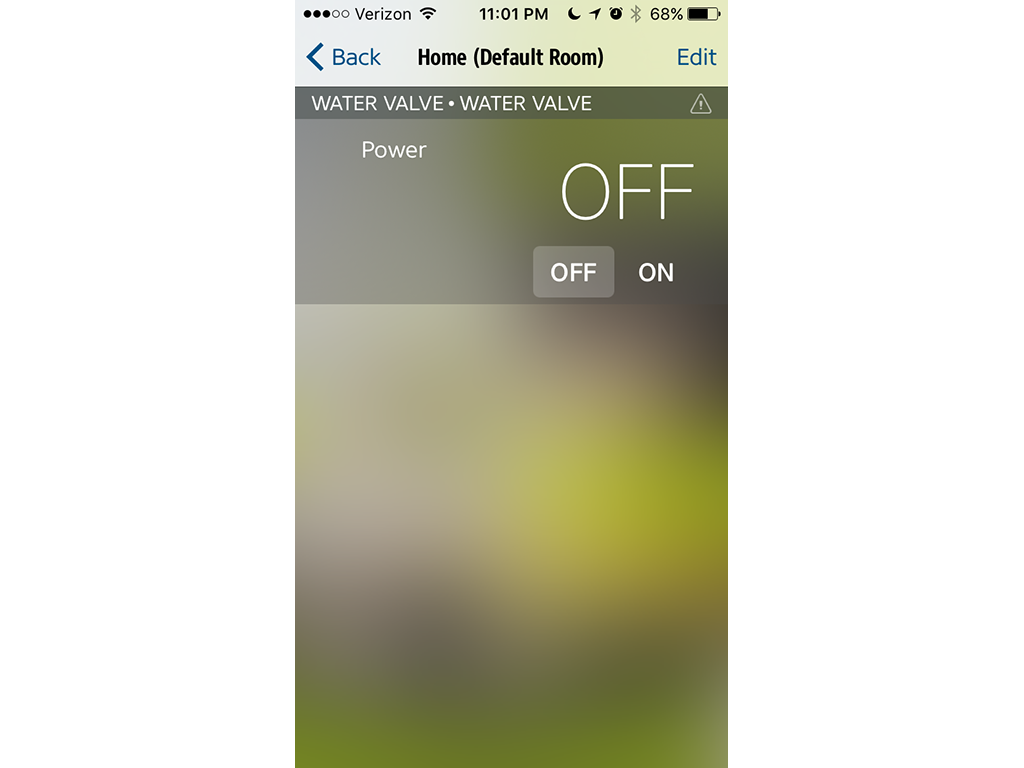 Verizon 11:01 PM 68%
Back Home (Default Room) Edit
WATER VALVE • WATER VALVE
Power
OFF
OFF ON